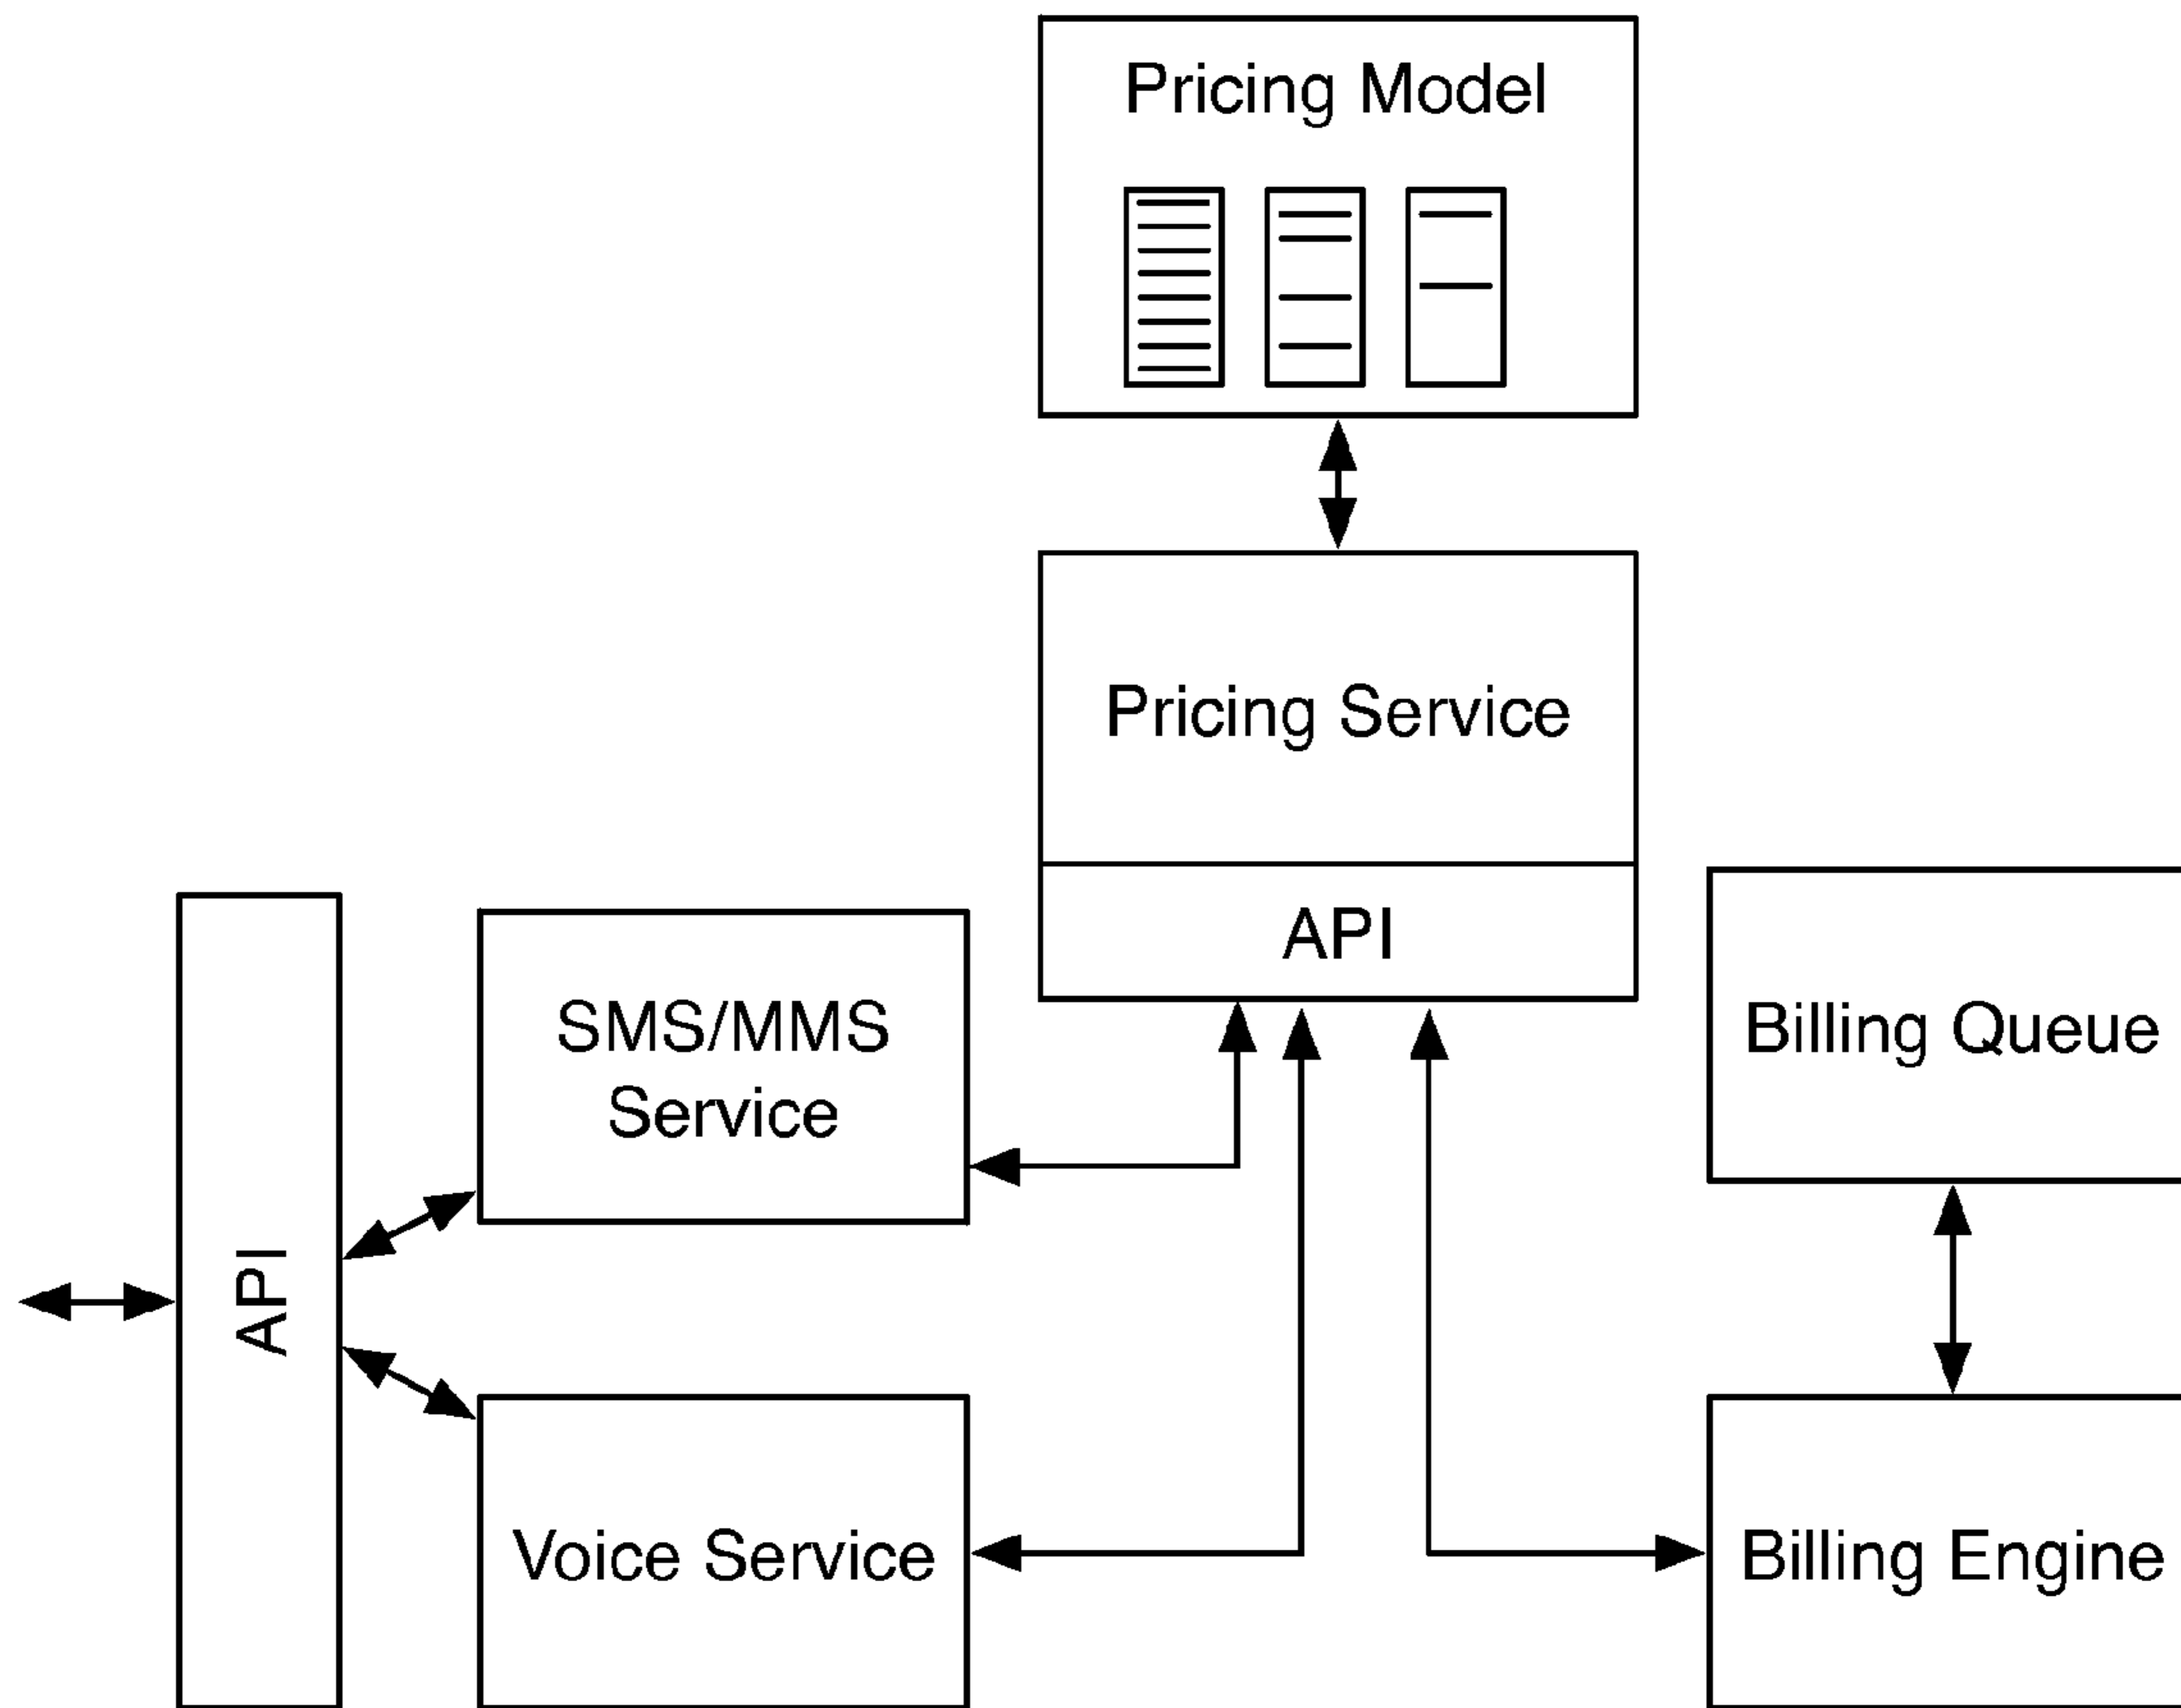 Pricing Model
Pricing Service
API
SMS/MMS
Service
Billing Queue
API
Voice Service
Billing Engine